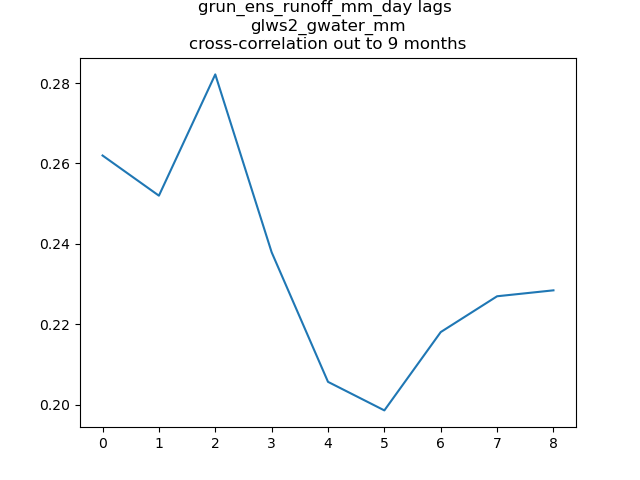 grun_ens_runoff_mm_day lags
glws2_gwater_mm
cross-correlation out to 9 months
0.28
0.26
0.24
0.22
0.20
0 1 2 3 4 5 6 7 8